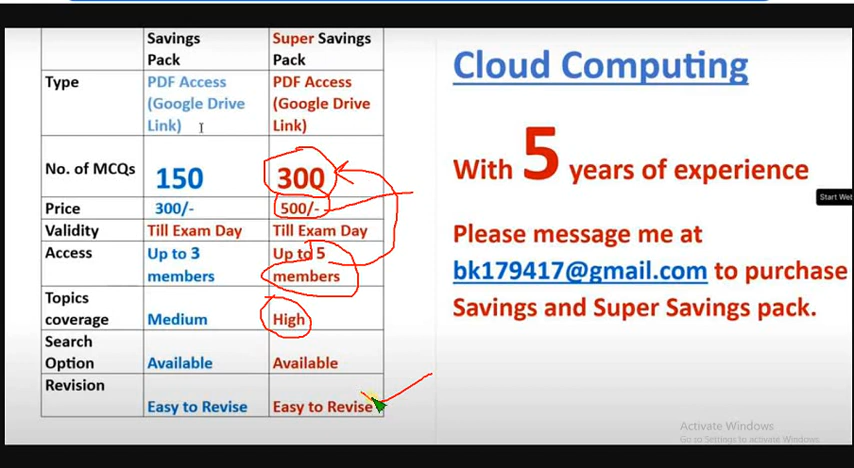 Savings Pack
Super Savings Pack
Type
PDF Access
(Google Drive
Link)
PDF Access
(Google Drive
Link)
No. of MCQs
150
300
Price
300/-
500/-
Validity
Till Exam Day
Till Exam Day
Access
Up to 3
members
Up to 5
members
Topics
coverage
Medium
High
Search
Option
Available
Available
Revision
Easy to Revise
Easy to Revise
Cloud Computing
With 5 years of experience
Please message me at
bk179417@gmail.com to purchase
Savings and Super Savings pack.
Start Web
Activate Windows
Go to Settings to activate Windows